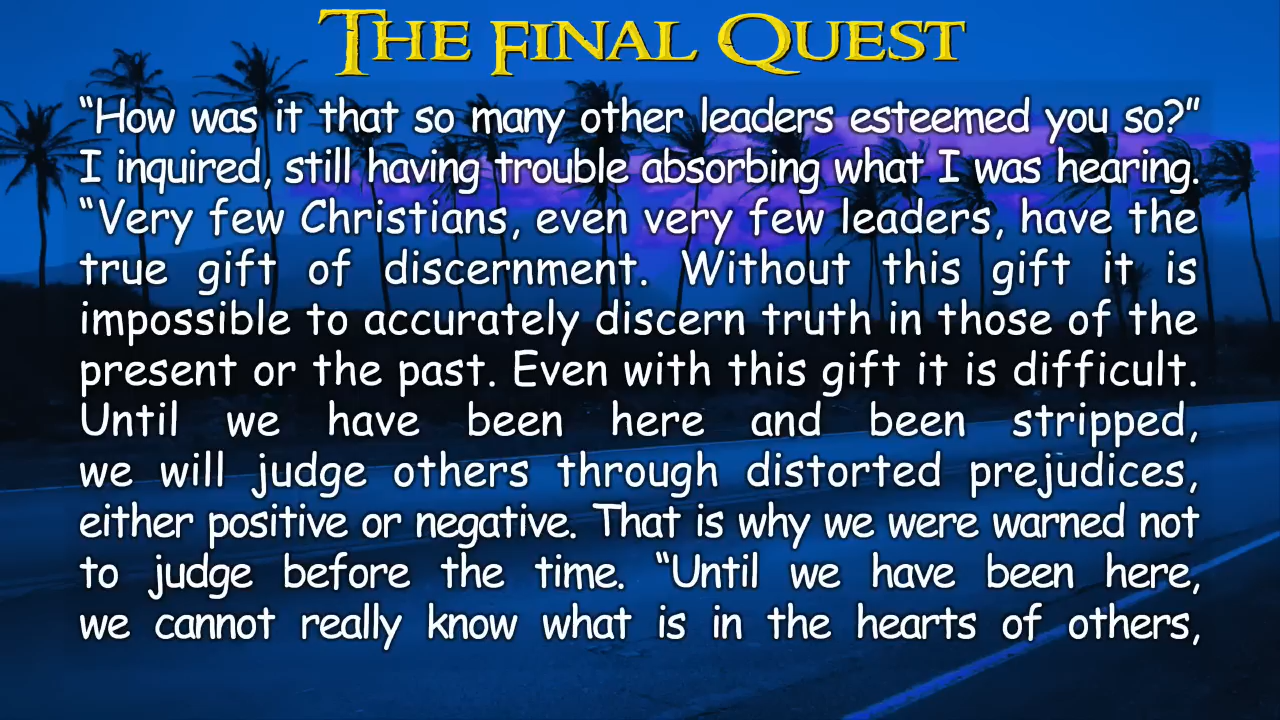 THE FINAL QUEST
“How was it that so many other leaders esteemed you so?”
I inquired, still having trouble absorbing what I was hearing.
“Very few Christians, even very few leaders, have the
true gift of discernment. Without this gift it is
impossible to accurately discern truth in those of the
present or the past. Even with this gift it is difficult.
Until we have been here and been stripped,
we will judge others through distorted prejudices,
either positive or negative. That is why we were warned not
to judge before the time. “Until we have been here,
we cannot really know what is in the hearts of others,